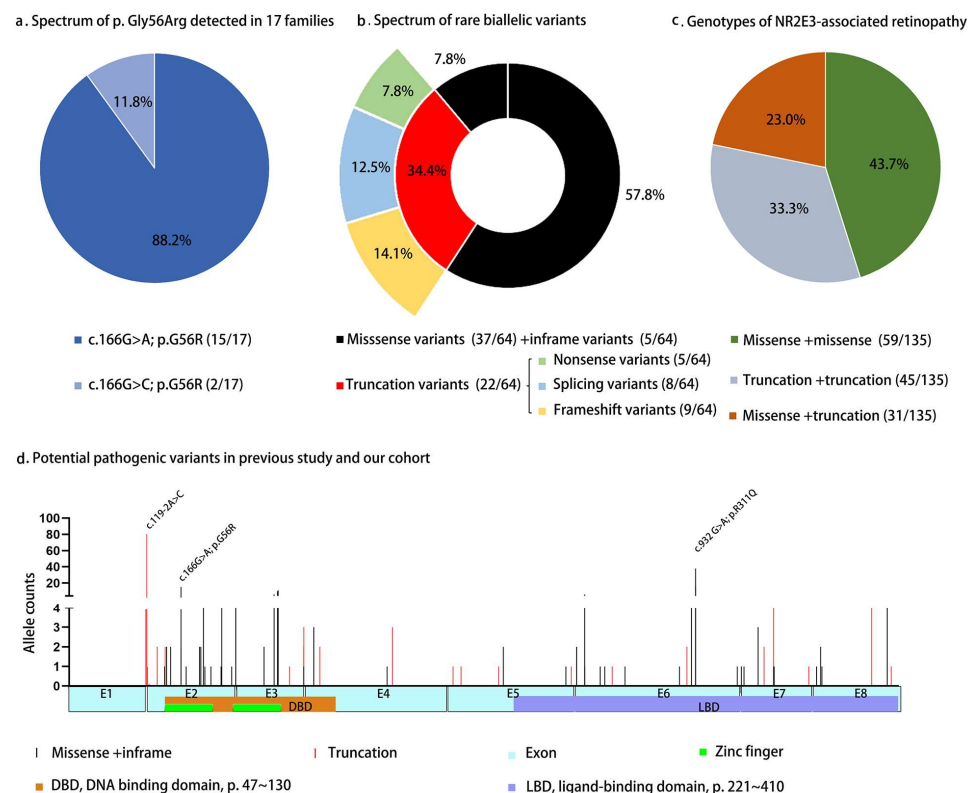 a. Spectrum of p. Gly56Arg detected in 17 families
b. Spectrum of rare biallelic variants
c. Genotypes of NR2E3-associated retinopathy
11.8%
88.2%
7.8%
7.8%
12.5%
34.4%
14.1%
57.8%
23.0%
43.7%
33.3%
c.166G>A; p.G56R (15/17)
c.166G>C; p.G56R (2/17)
Misssense variants (37/64) +inframe variants (5/64)
Truncation variants (22/64)
Nonsense variants (5/64)
Splicing variants (8/64)
Frameshift variants (9/64)
Missense +missense (59/135)
Truncation +truncation (45/135)
Missense +truncation (31/135)
d. Potential pathogenic variants in previous study and our cohort
c.119-2A>C
c.166G>A; p.G56R
c.932 G>A; p.R311Q
Allele counts
100
80
60
40
20
4
3
2
1
0
E1
E2
E3
E4
E5
E6
E7
E8
DBD
LBD
Missense +inframe
Truncation
Exon
Zinc finger
DBD, DNA binding domain, p. 47~130
LBD, ligand-binding domain, p. 221~410